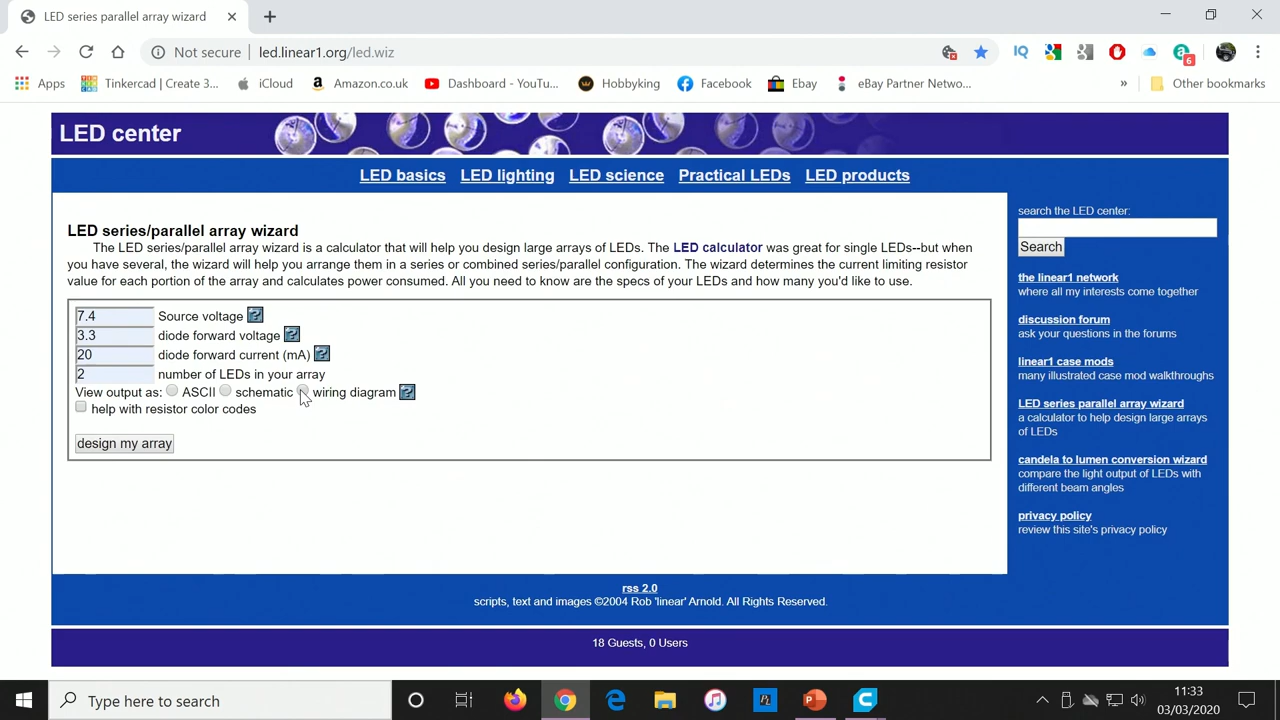 LED series parallel array wizard
Not secure | led.linear1.org/led.wiz
IQ
6
Apps
Tinkercad | Create 3...
iCloud
Amazon.co.uk
Dashboard - YouTu...
Hobbyking
Facebook
Ebay
eBay Partner Netwo...
»
Other bookmarks
LED center
LED basics LED lighting LED science Practical LEDs LED products
LED series/parallel array wizard
The LED series/parallel array wizard is a calculator that will help you design large arrays of LEDs. The LED calculator was great for single LEDs--but when
you have several, the wizard will help you arrange them in a series or combined series/parallel configuration. The wizard determines the current limiting resistor
value for each portion of the array and calculates power consumed. All you need to know are the specs of your LEDs and how many you'd like to use.
7.4 Source voltage ?
3.3 diode forward voltage ?
20 diode forward current (mA) ?
2 number of LEDs in your array
View output as: ASCII schematic wiring diagram ?
help with resistor color codes
design my array
search the LED center:
Search
the linear1 network
where all my interests come together
discussion forum
ask your questions in the forums
linear1 case mods
many illustrated case mod walkthroughs
LED series parallel array wizard
a calculator to help design large arrays
of LEDs
candela to lumen conversion wizard
compare the light output of LEDs with
different beam angles
privacy policy
review this site's privacy policy
rss 2.0
scripts, text and images ©2004 Rob 'linear' Arnold. All Rights Reserved.
18 Guests, 0 Users
Type here to search
11:33
03/03/2020